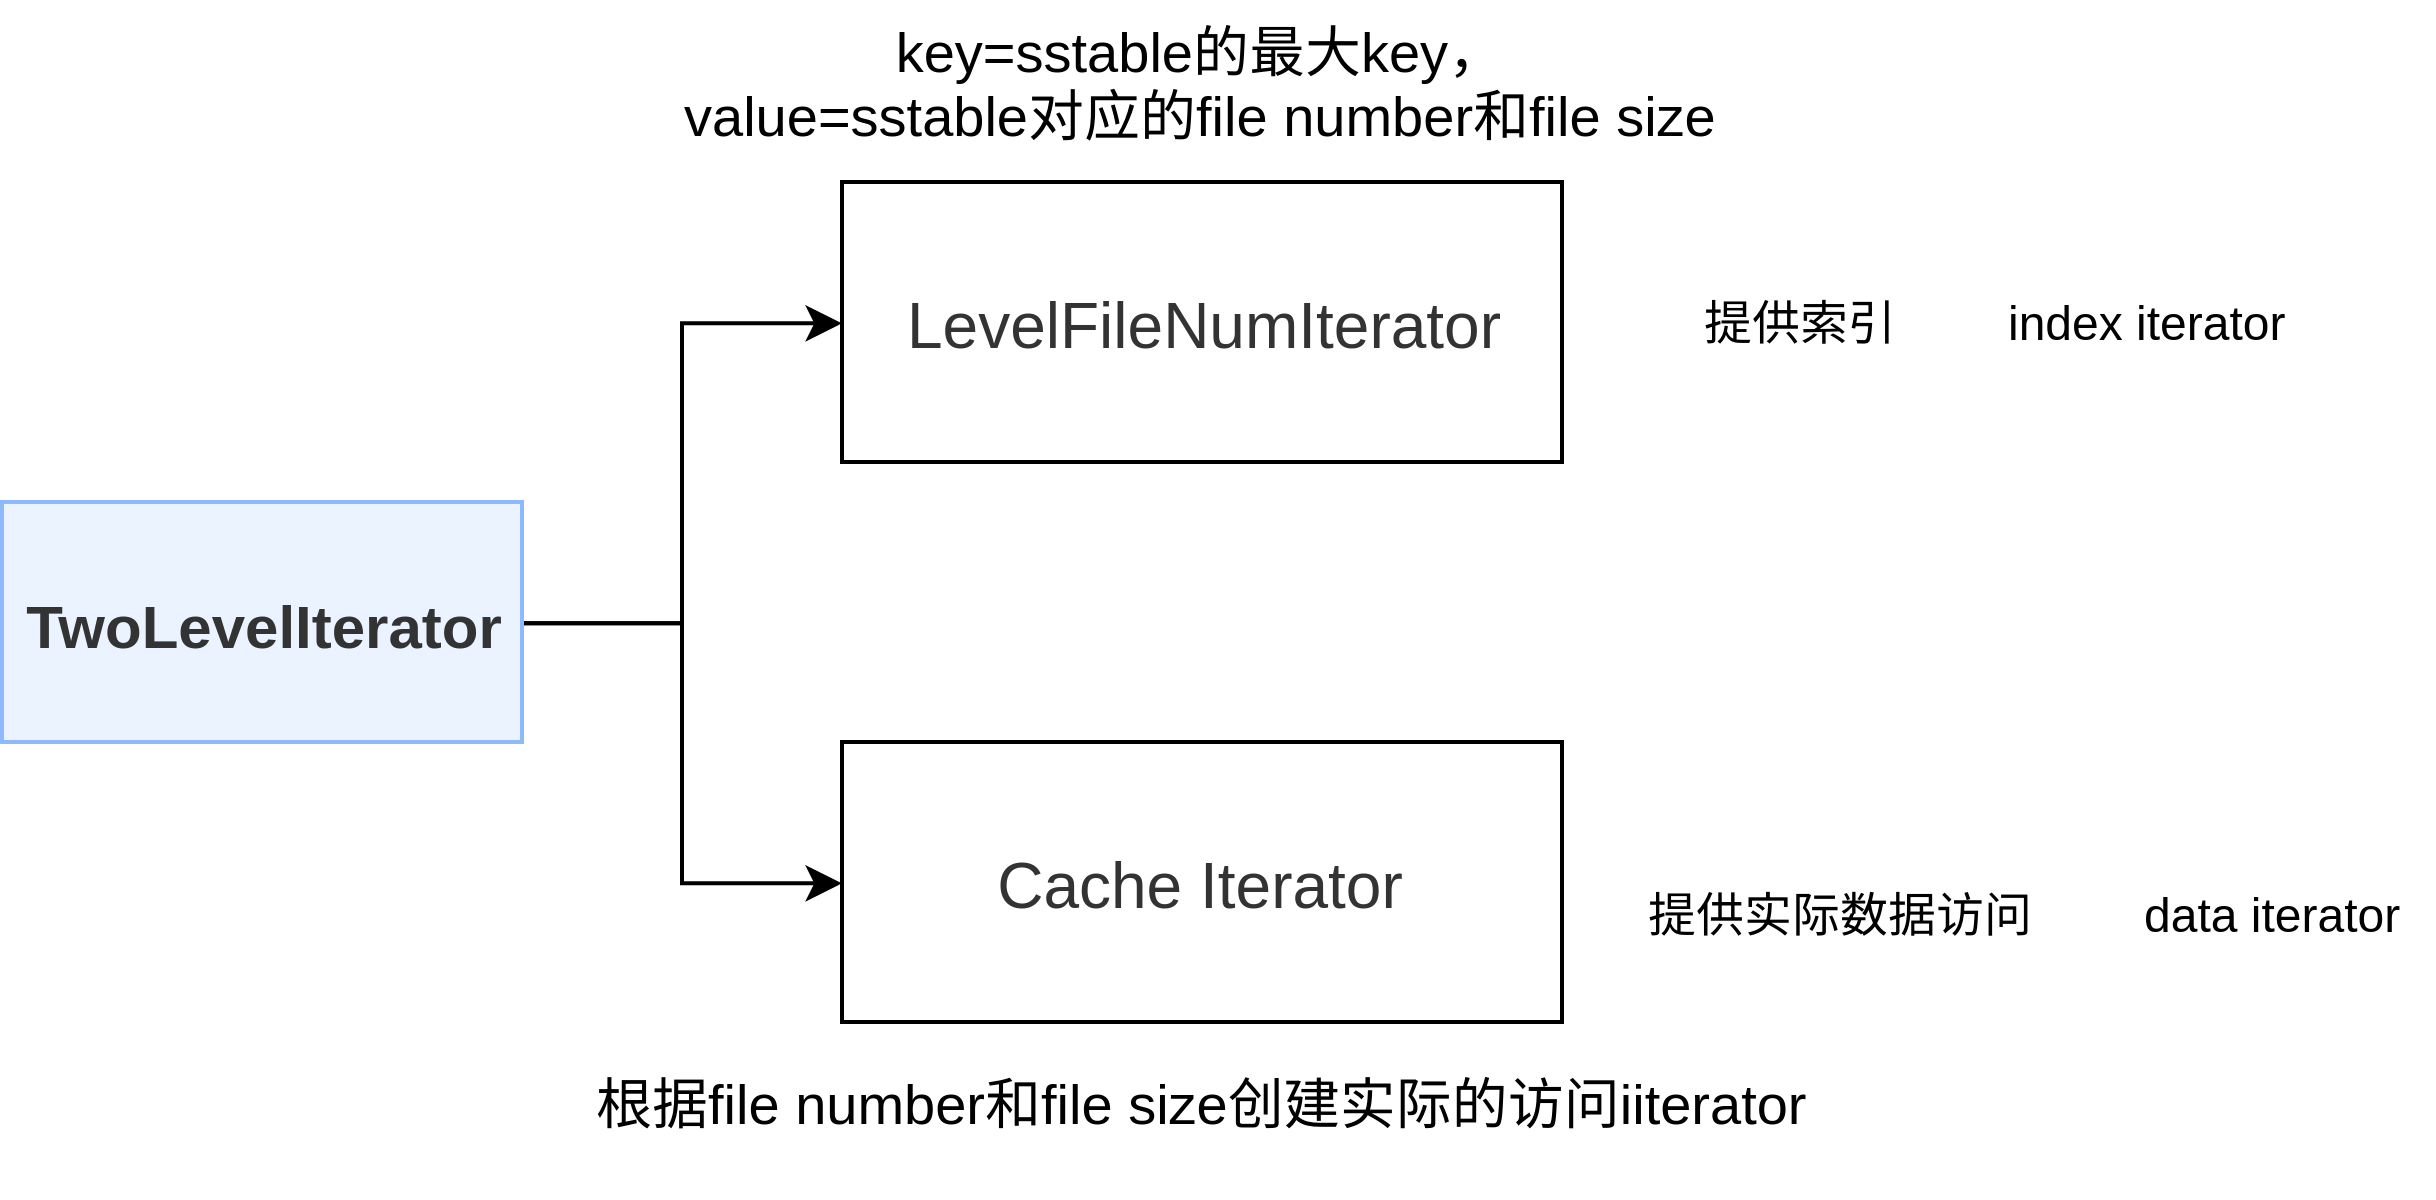 key=sstable的最大key，
value=sstable对应的file number和file size
LevelFileNumIterator
提供索引
index iterator
TwoLevelIterator
Cache Iterator
提供实际数据访问
data iterator
根据file number和file size创建实际的访问iiterator